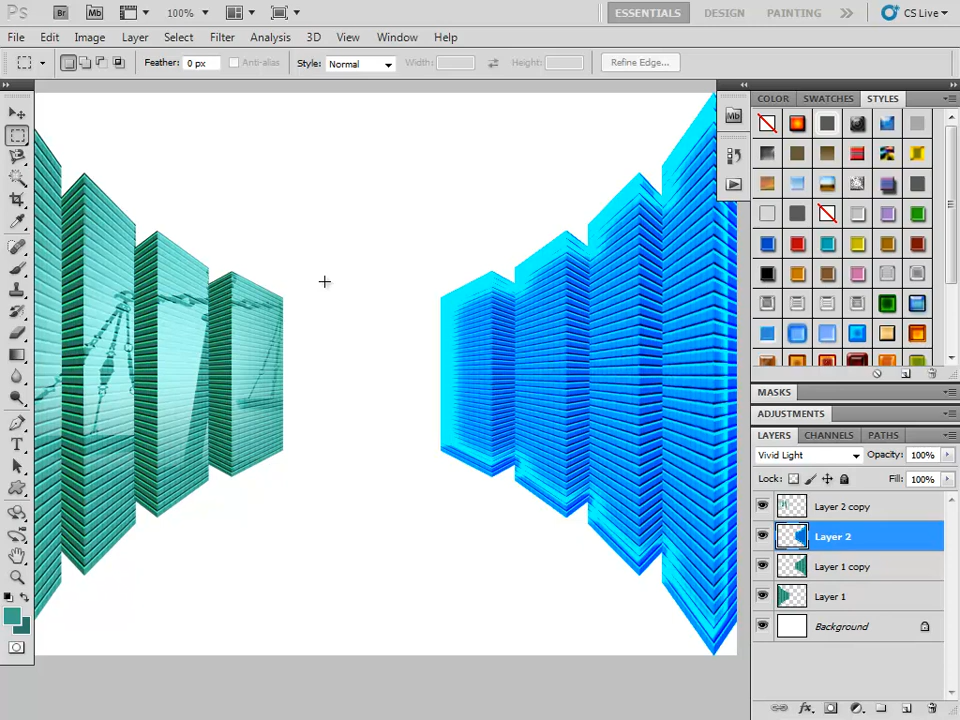 Ps Br Mb 100% ESSENTIALS DESIGN PAINTING CS Live
File Edit Image Layer Select Filter Analysis 3D View Window Help
Feather: 0 px Anti-alias Style: Normal Width: Height: Refine Edge...
COLOR SWATCHES STYLES
Mb
MASKS
ADJUSTMENTS
LAYERS CHANNELS PATHS
Vivid Light Opacity: 100%
Lock: Fill: 100%
Layer 2 copy
Layer 2
Layer 1 copy
Layer 1
Background
fx